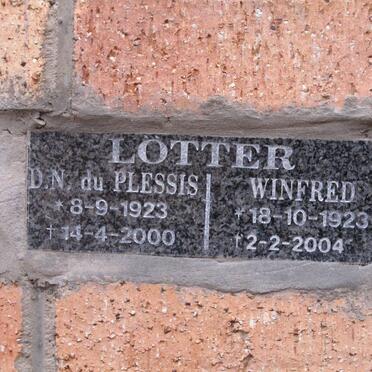 LOTTER
D.N. du PLESSIS
* 8-9-1923
† 14-4-2000
WINFRED
† 18-10-1923
† 2-2-2004